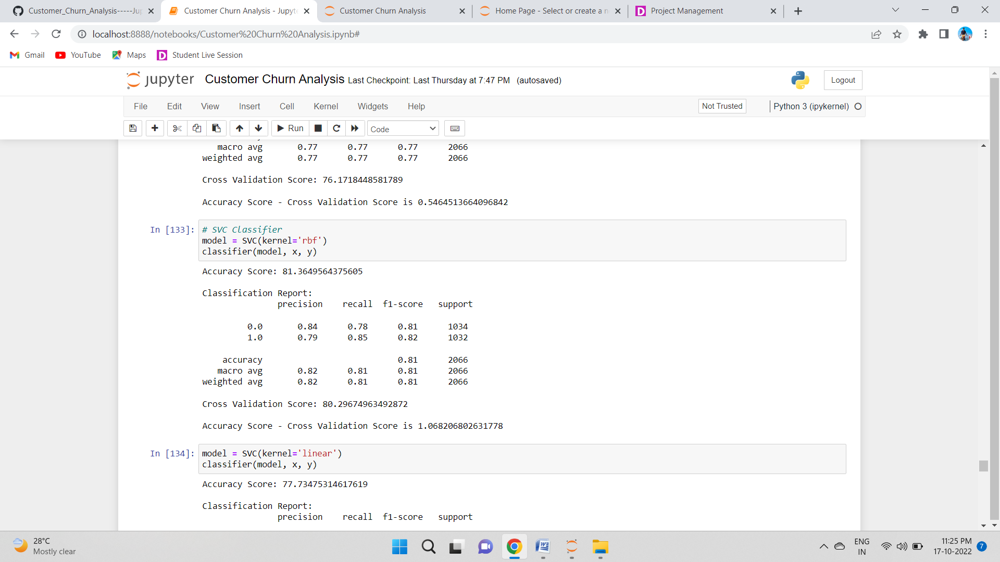 Customer_Churn_Analysis-----Jup
Customer Churn Analysis - Jupyte
Customer Churn Analysis
Home Page - Select or create a n
Project Management
localhost:8888/notebooks/Customer%20Churn%20Analysis.ipynb#
Gmail
YouTube
Maps
Student Live Session
jupyter Customer Churn Analysis Last Checkpoint: Last Thursday at 7:47 PM (autosaved)
Logout
File Edit View Insert Cell Kernel Widgets Help
Not Trusted
Python 3 (ipykernel)
Run
Code
macro avg 0.77 0.77 0.77 2066
weighted avg 0.77 0.77 0.77 2066
Cross Validation Score: 76.1718448581789
Accuracy Score - Cross Validation Score is 0.5464513664096842
In [133]: # SVC Classifier
model = SVC(kernel='rbf')
classifier(model, x, y)
Accuracy Score: 81.3649564375605
Classification Report:
precision recall f1-score support
0.0 0.84 0.78 0.81 1034
1.0 0.79 0.85 0.82 1032
accuracy 0.81 2066
macro avg 0.82 0.81 0.81 2066
weighted avg 0.82 0.81 0.81 2066
Cross Validation Score: 80.29674963492872
Accuracy Score - Cross Validation Score is 1.068206802631778
In [134]: model = SVC(kernel='linear')
classifier(model, x, y)
Accuracy Score: 77.73475314617619
Classification Report:
precision recall f1-score support
28°C
Mostly clear
ENG
IN
11:25 PM
17-10-2022
7